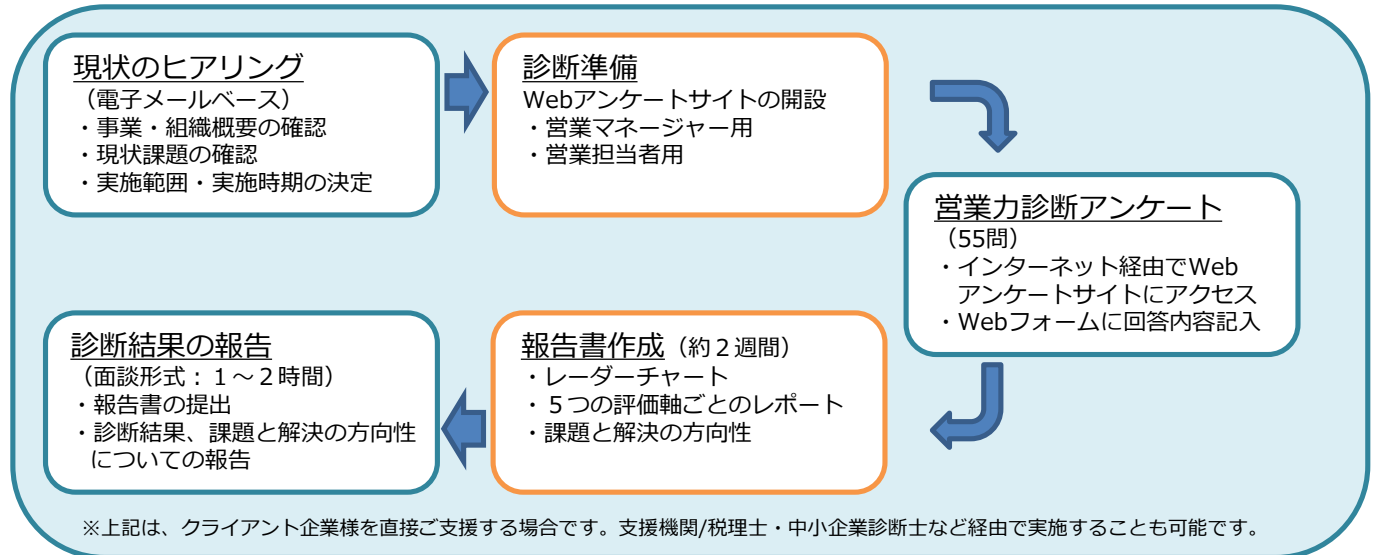 現状のヒアリング
（電子メールベース）
・事業・組織概要の確認
・現状課題の確認
・実施範囲・実施時期の決定
診断準備
Webアンケートサイトの開設
・営業マネージャー用
・営業担当者用
営業力診断アンケート
（55問）
・インターネット経由でWeb
アンケートサイトにアクセス
・Webフォームに回答内容記入
報告書作成（約２週間）
・レーダーチャート
・５つの評価軸ごとのレポート
・課題と解決の方向性
診断結果の報告
（面談形式：１～２時間）
・報告書の提出
・診断結果、課題と解決の方向性
についての報告
※上記は、クライアント企業様を直接ご支援する場合です。支援機関/税理士・中小企業診断士など経由で実施することも可能です。